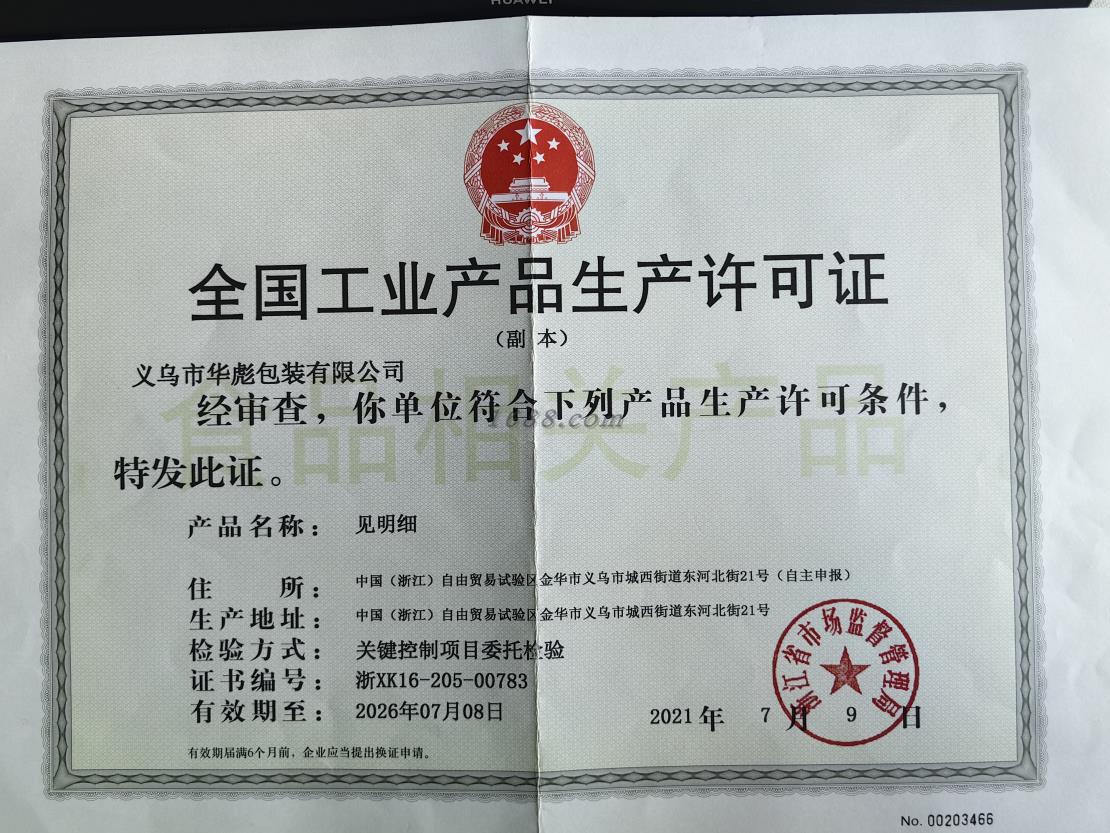 HUAWEI
全国工业产品生产许可证
（副 本）
义乌市华彪包装有限公司
食品相关产品
经审查，你单位符合下列产品生产许可条件，
1688.com
特发此证。
产品名称： 见明细
住 所： 中国（浙江）自由贸易试验区金华市义乌市城西街道东河北街21号（自主申报）
生产地址： 中国（浙江）自由贸易试验区金华市义乌市城西街道东河北街21号
检验方式： 关键控制项目委托检验
证书编号： 浙XK16-205-00783
有效期至： 2026年07月08日
浙江省市场监督管理局
2021 年 7 月 9 日
有效期届满6个月前，企业应当提出换证申请。
No. 00203466